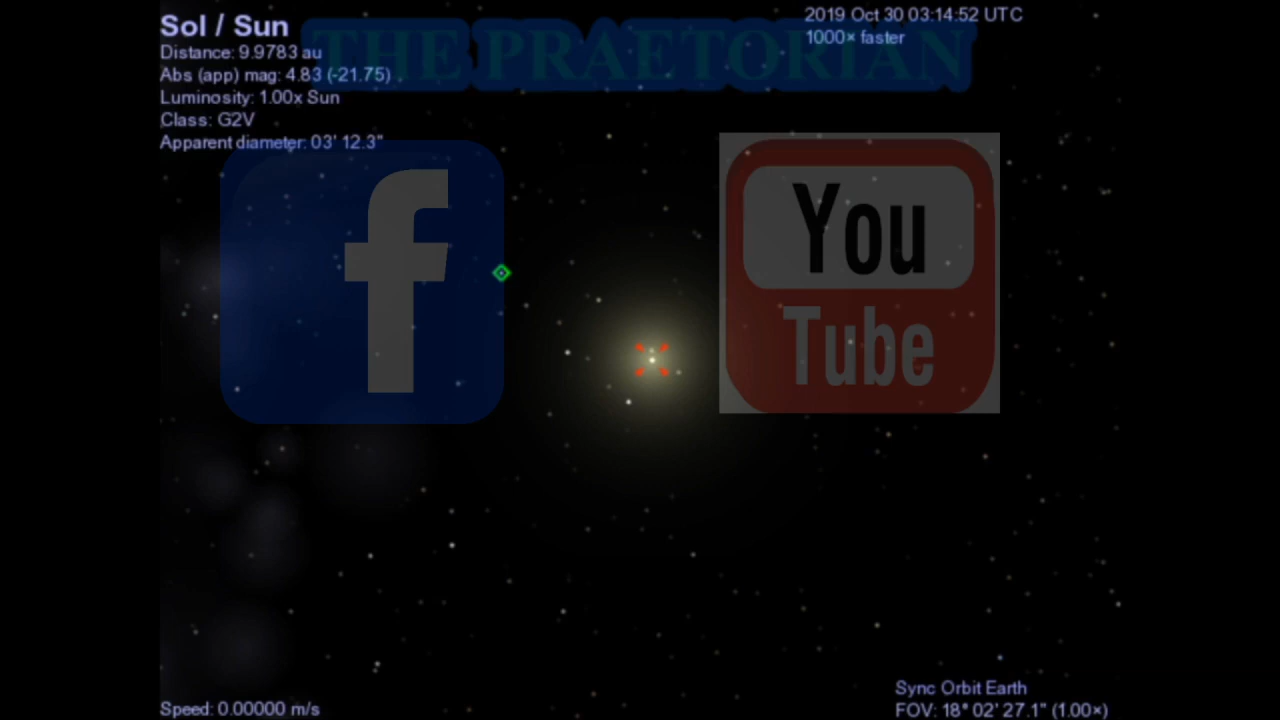 Sol / Sun
Distance: 9.9783 au
Abs (app) mag: 4.83 (-21.75)
Luminosity: 1.00x Sun
Class: G2V
Apparent diameter: 03' 12.3"
THE PRAETORIAN
2019 Oct 30 03:14:52 UTC
1000× faster
f
You
Tube
Speed: 0.00000 m/s
Sync Orbit Earth
FOV: 18° 02' 27.1" (1.00×)